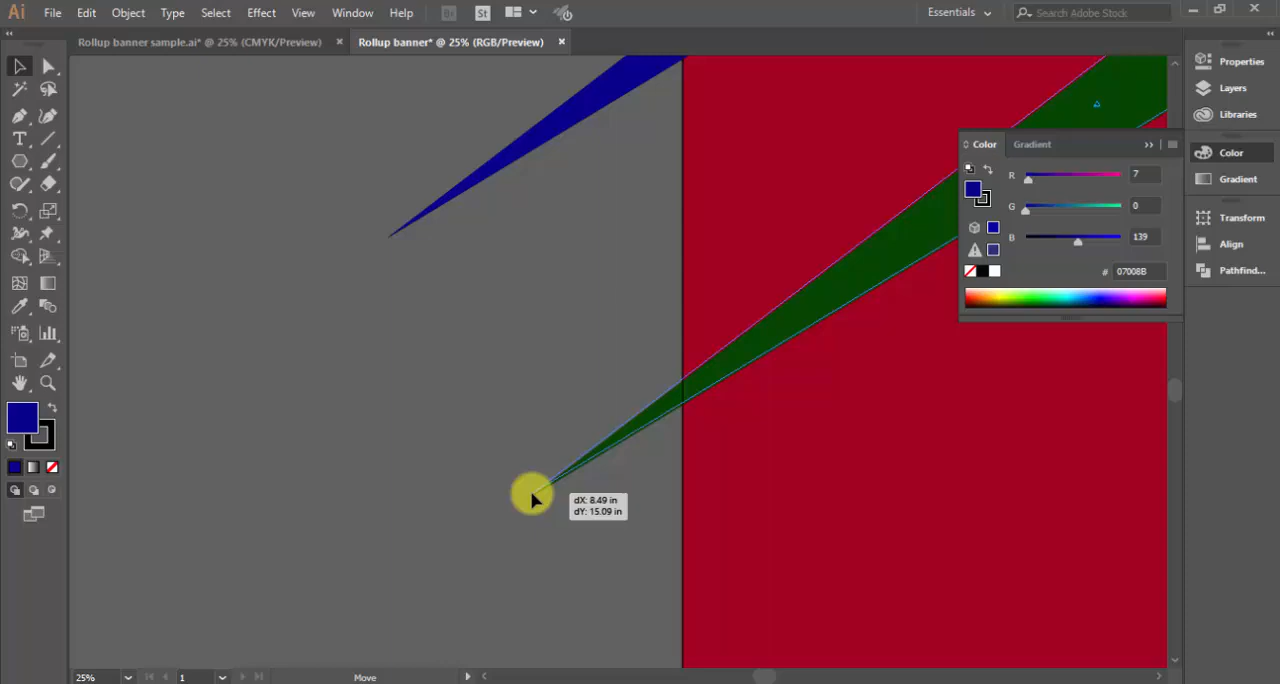 Ai File Edit Object Type Select Effect View Window Help Br St Essentials Search Adobe Stock
Rollup banner sample.ai* @ 25% (CMYK/Preview) × Rollup banner* @ 25% (RGB/Preview) ×
Properties
Layers
Libraries
Color
Gradient
Transform
Align
Pathfind...
Color Gradient
R 7
G 0
B 139
# 07008B
dX: 8.49 in
dY: 15.09 in
25% 1 Move